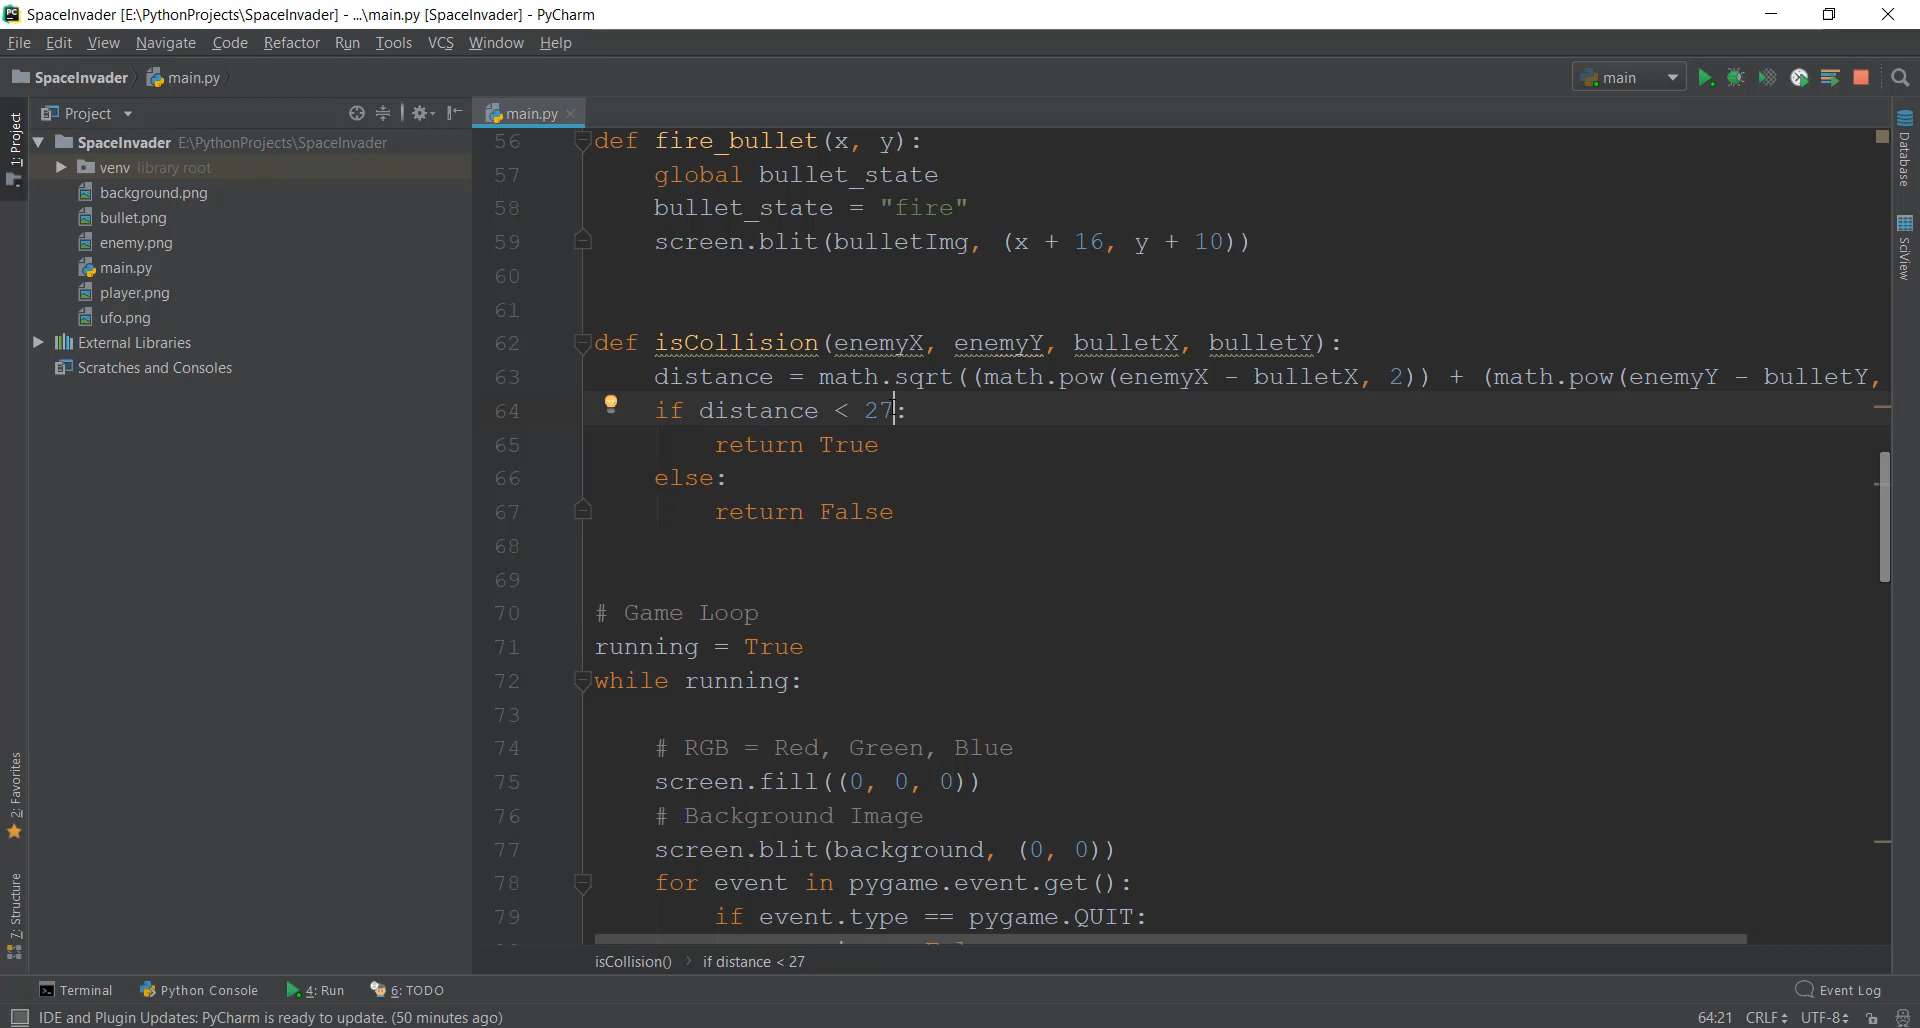 SpaceInvader [E:\PythonProjects\SpaceInvader] - ...\main.py [SpaceInvader] - PyCharm
File Edit View Navigate Code Refactor Run Tools VCS Window Help
SpaceInvader main.py main
Project main.py
SpaceInvader E:\PythonProjects\SpaceInvader
venv library root
background.png
bullet.png
enemy.png
main.py
player.png
ufo.png
External Libraries
Scratches and Consoles
1: Project
2: Favorites
7: Structure
56 def fire_bullet(x, y):
57 global bullet_state
58 bullet_state = "fire"
59 screen.blit(bulletImg, (x + 16, y + 10))
60
61
62 def isCollision(enemyX, enemyY, bulletX, bulletY):
63 distance = math.sqrt((math.pow(enemyX - bulletX, 2)) + (math.pow(enemyY - bulletY,
64 if distance < 27:
65 return True
66 else:
67 return False
68
69
70 # Game Loop
71 running = True
72 while running:
73
74 # RGB = Red, Green, Blue
75 screen.fill((0, 0, 0))
76 # Background Image
77 screen.blit(background, (0, 0))
78 for event in pygame.event.get():
79 if event.type == pygame.QUIT:
isCollision() if distance < 27
Database
SciView
Terminal Python Console 4: Run 6: TODO Event Log
IDE and Plugin Updates: PyCharm is ready to update. (50 minutes ago) 64:21 CRLF UTF-8